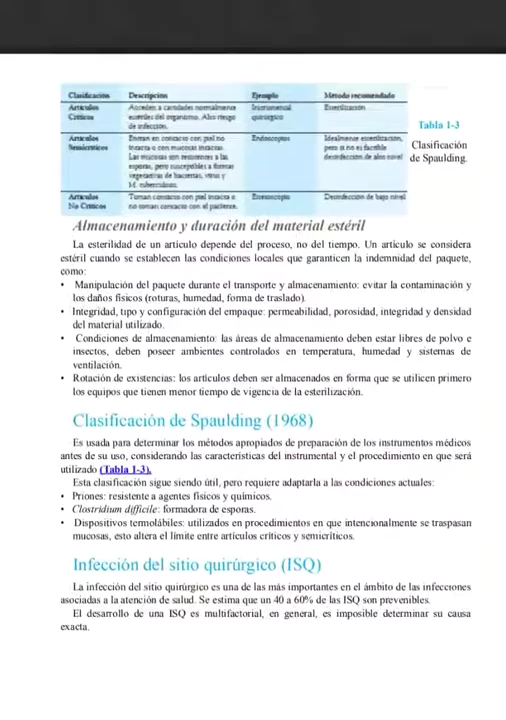 Clasificación Descripción Ejemplo Método recomendado
Artículos Críticos Acceden a cavidades normalmente estériles del organismo. Alto riesgo de infección. Instrumental quirúrgico Esterilización
Artículos Semicríticos Entran en contacto con piel no intacta o con mucosas intactas. Las mucosas son resistentes a las esporas, pero susceptibles a formas vegetativas de bacterias, virus y M. tuberculosis. Endoscopios Idealmente esterilización, pero si no es factible desinfección de alto nivel
Artículos No Críticos Toman contacto con piel intacta o no toman contacto con el paciente. Fonendoscopio Desinfección de bajo nivel
Tabla 1-3
Clasificación
de Spaulding.
Almacenamiento y duración del material estéril
La esterilidad de un artículo depende del proceso, no del tiempo. Un artículo se considera
estéril cuando se establecen las condiciones locales que garanticen la indemnidad del paquete,
como:
• Manipulación del paquete durante el transporte y almacenamiento: evitar la contaminación y
los daños físicos (roturas, humedad, forma de traslado).
• Integridad, tipo y configuración del empaque: permeabilidad, porosidad, integridad y densidad
del material utilizado.
• Condiciones de almacenamiento: las áreas de almacenamiento deben estar libres de polvo e
insectos, deben poseer ambientes controlados en temperatura, humedad y sistemas de
ventilación.
• Rotación de existencias: los artículos deben ser almacenados en forma que se utilicen primero
los equipos que tienen menor tiempo de vigencia de la esterilización.
Clasificación de Spaulding (1968)
Es usada para determinar los métodos apropiados de preparación de los instrumentos médicos
antes de su uso, considerando las características del instrumental y el procedimiento en que será
utilizado (Tabla 1-3).
Esta clasificación sigue siendo útil, pero requiere adaptarla a las condiciones actuales:
• Priones: resistente a agentes físicos y químicos.
• Clostridium difficile: formadora de esporas.
• Dispositivos termolábiles: utilizados en procedimientos en que intencionalmente se traspasan
mucosas, esto altera el límite entre artículos críticos y semicríticos.
Infección del sitio quirúrgico (ISQ)
La infección del sitio quirúrgico es una de las más importantes en el ámbito de las infecciones
asociadas a la atención de salud. Se estima que un 40 a 60% de las ISQ son prevenibles.
El desarrollo de una ISQ es multifactorial, en general, es imposible determinar su causa
exacta.